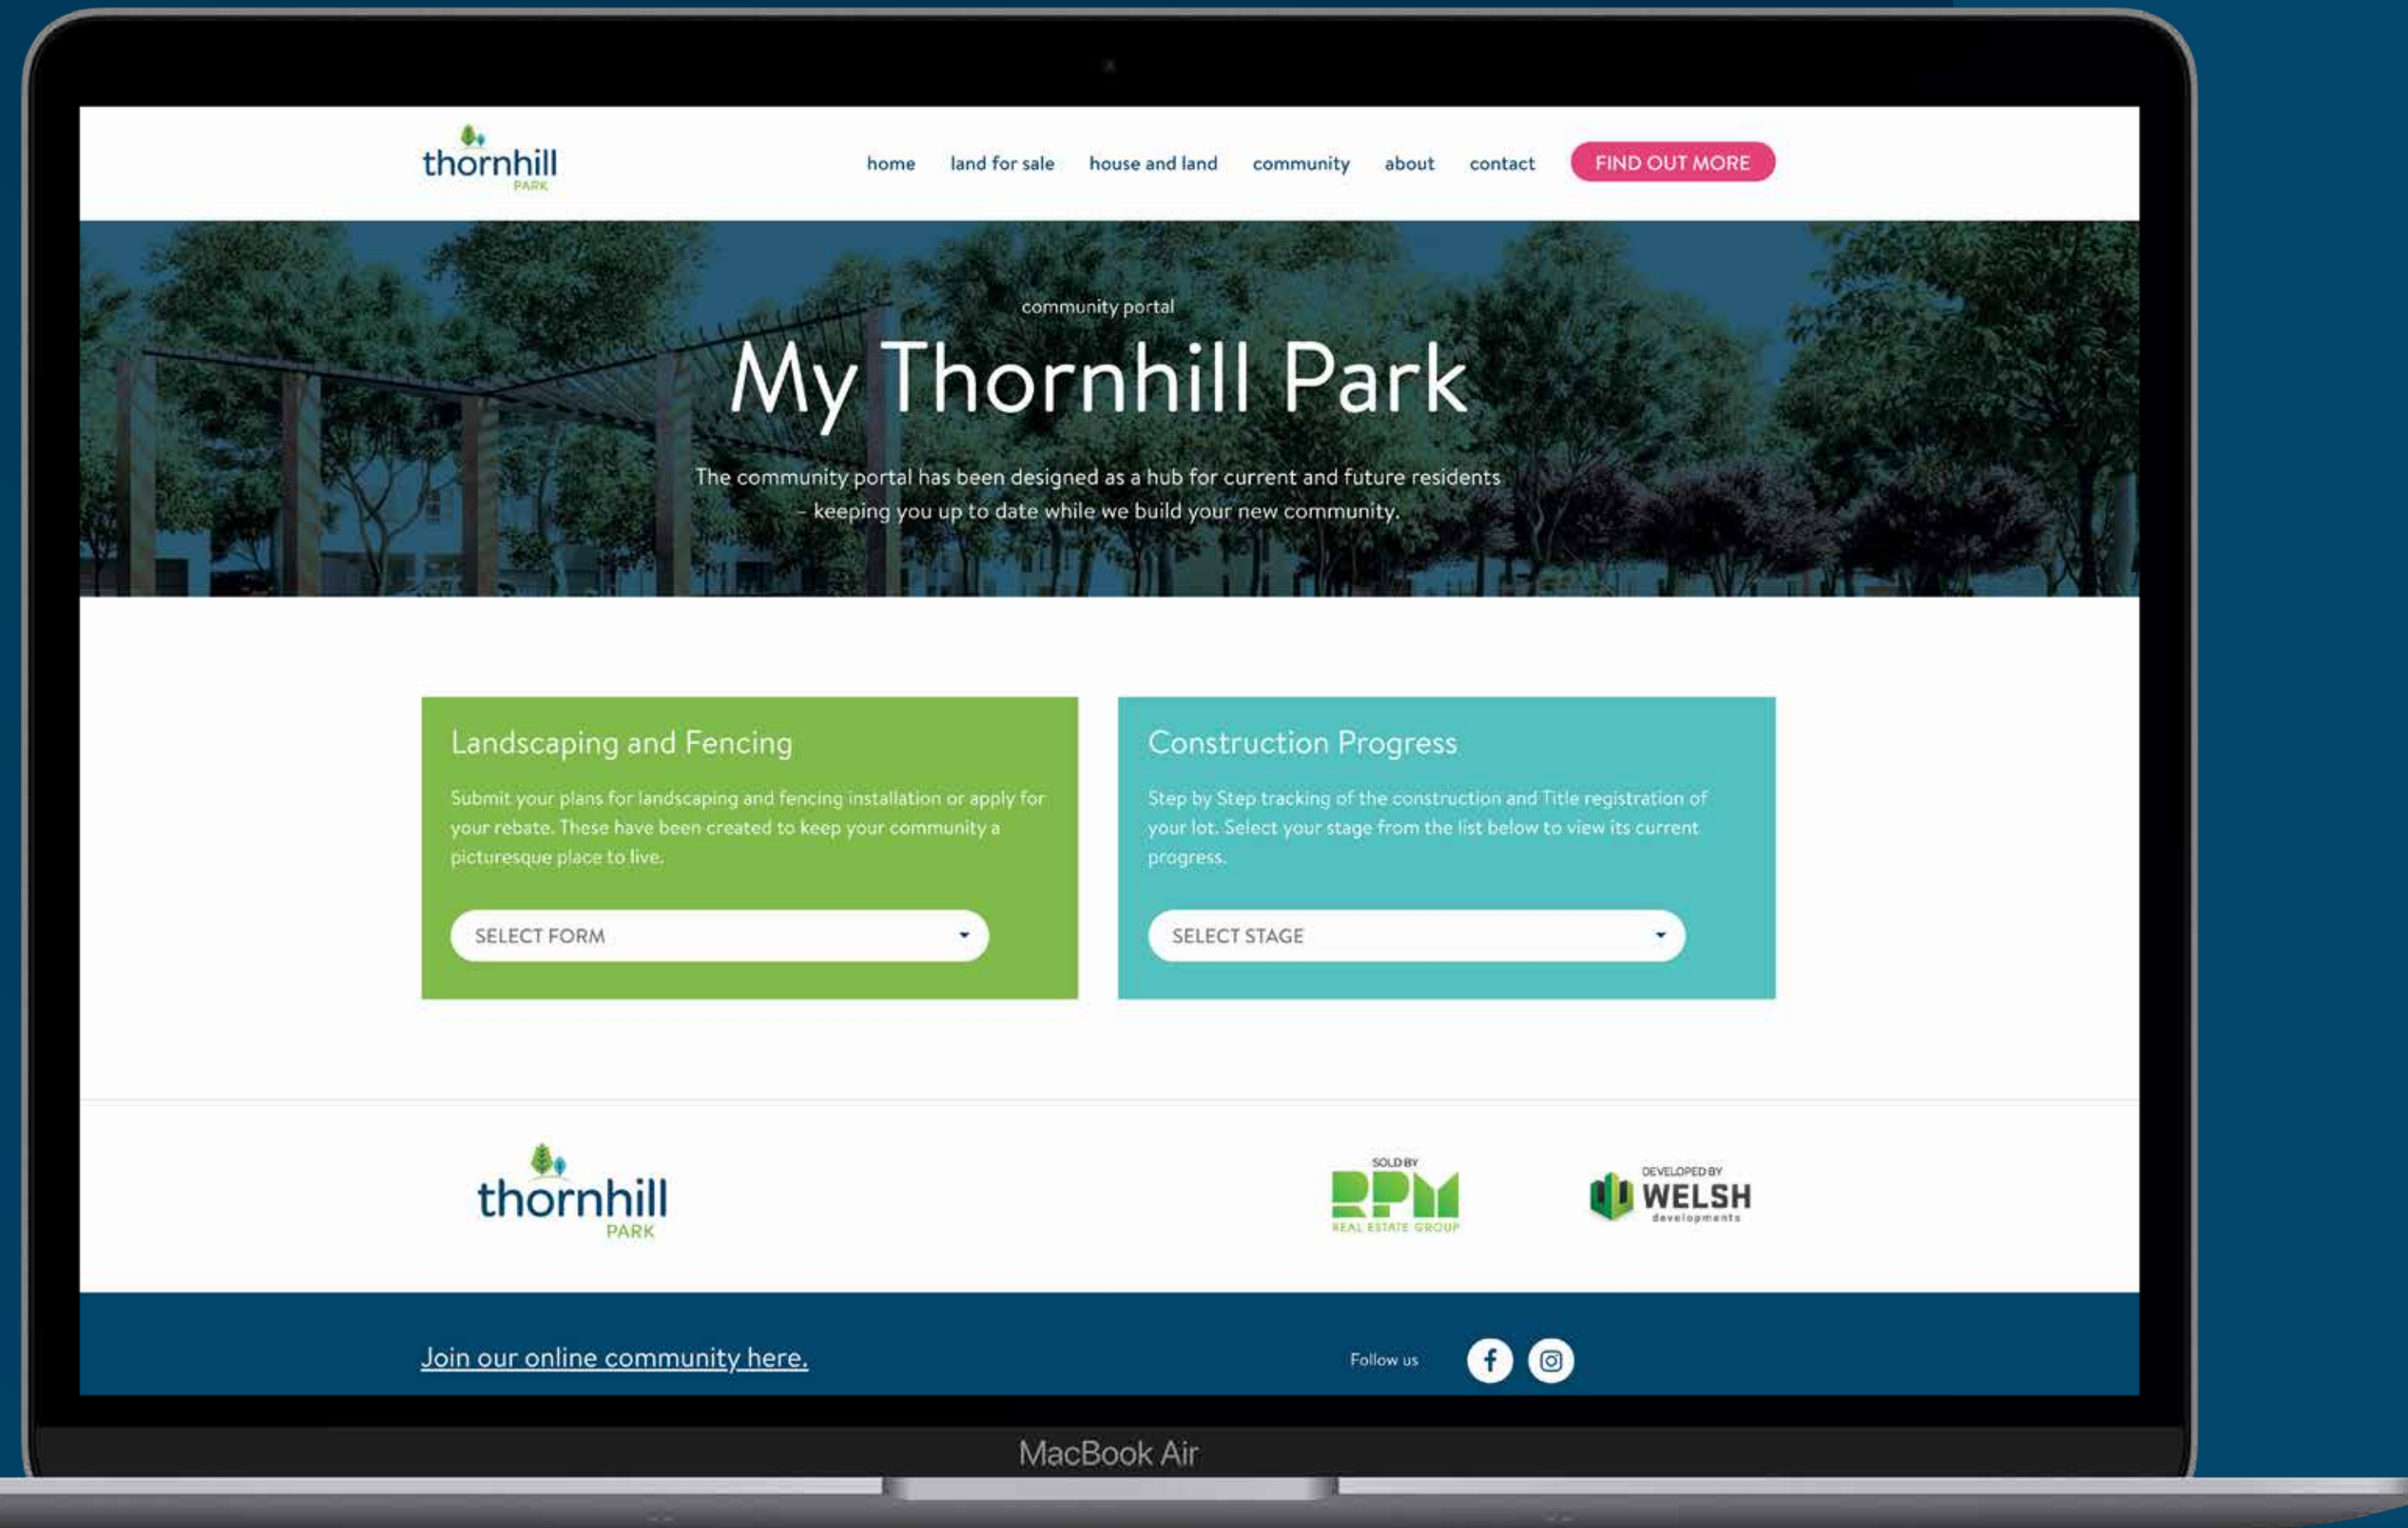 thornhill
PARK
home land for sale house and land community about contact FIND OUT MORE
community portal
My Thornhill Park
The community portal has been designed as a hub for current and future residents
– keeping you up to date while we build your new community.
Landscaping and Fencing
Submit your plans for landscaping and fencing installation or apply for
your rebate. These have been created to keep your community a
picturesque place to live.
SELECT FORM
Construction Progress
Step by Step tracking of the construction and Title registration of
your lot. Select your stage from the list below to view its current
progress.
SELECT STAGE
thornhill
PARK
SOLD BY
RPM
REAL ESTATE GROUP
DEVELOPED BY
WELSH
developments
Join our online community here.
Follow us
MacBook Air